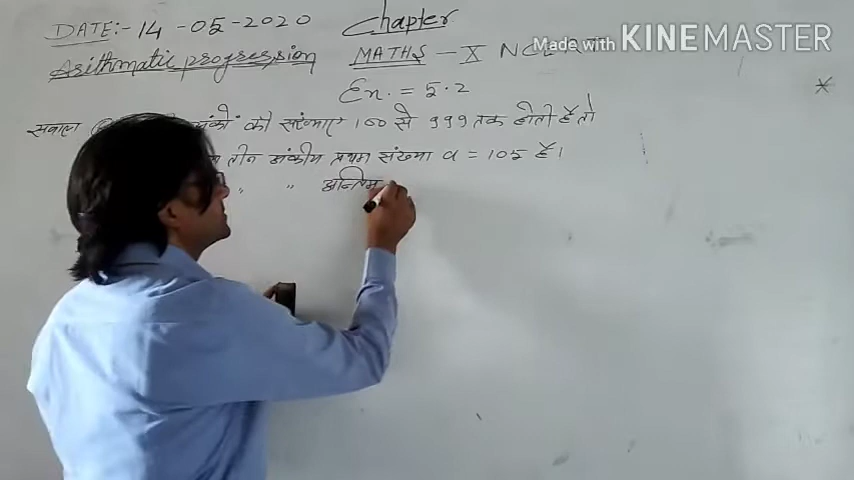 DATE:- 14-05-2020 Chapter
Arithmatic progression MATHS - X NCERT
Made with KINEMASTER
Ex. = 5.2
सवाल अंकों की संख्याएं 100 से 999 तक होती हैं तो
तीन अंकीय प्रथम संख्या a = 105 है।
" " अन्तिम